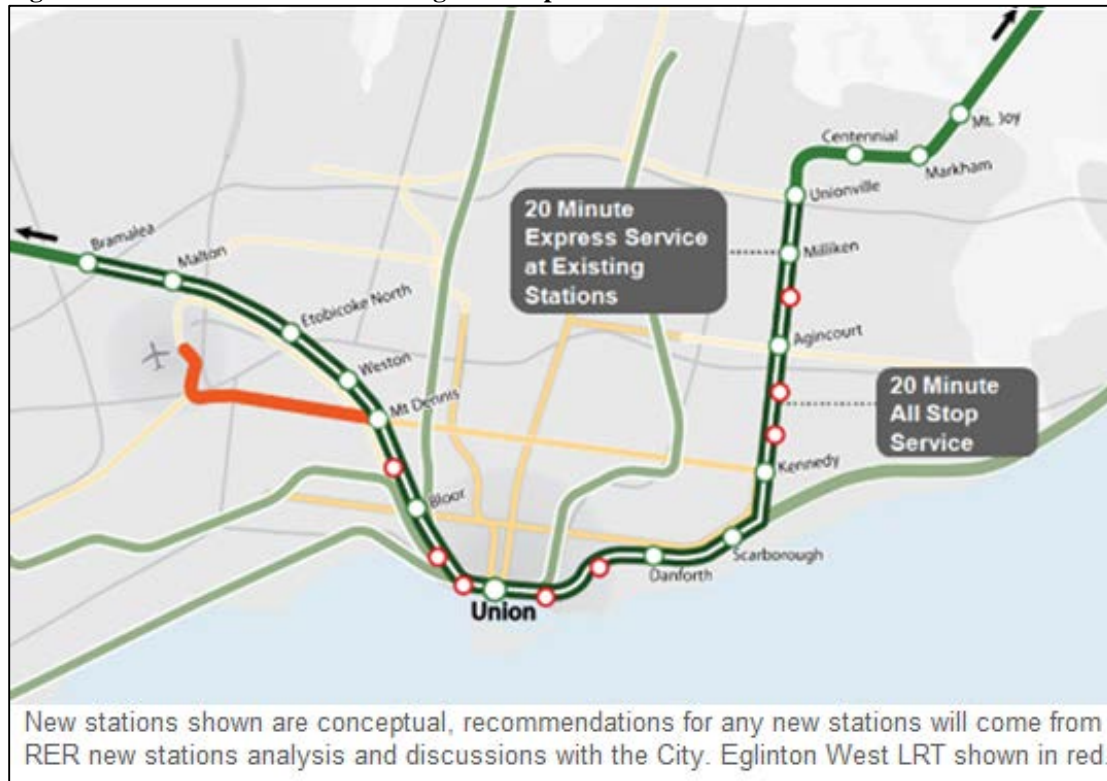 Mt. Joy
Centennial
Markham
Unionville
20 Minute
Express Service
at Existing
Stations
Milliken
Bramalea
Malton
Etobicoke North
Agincourt
Weston
20 Minute
All Stop
Service
Mt Dennis
Kennedy
Bloor
Scarborough
Danforth
Union
New stations shown are conceptual, recommendations for any new stations will come from
RER new stations analysis and discussions with the City. Eglinton West LRT shown in red.